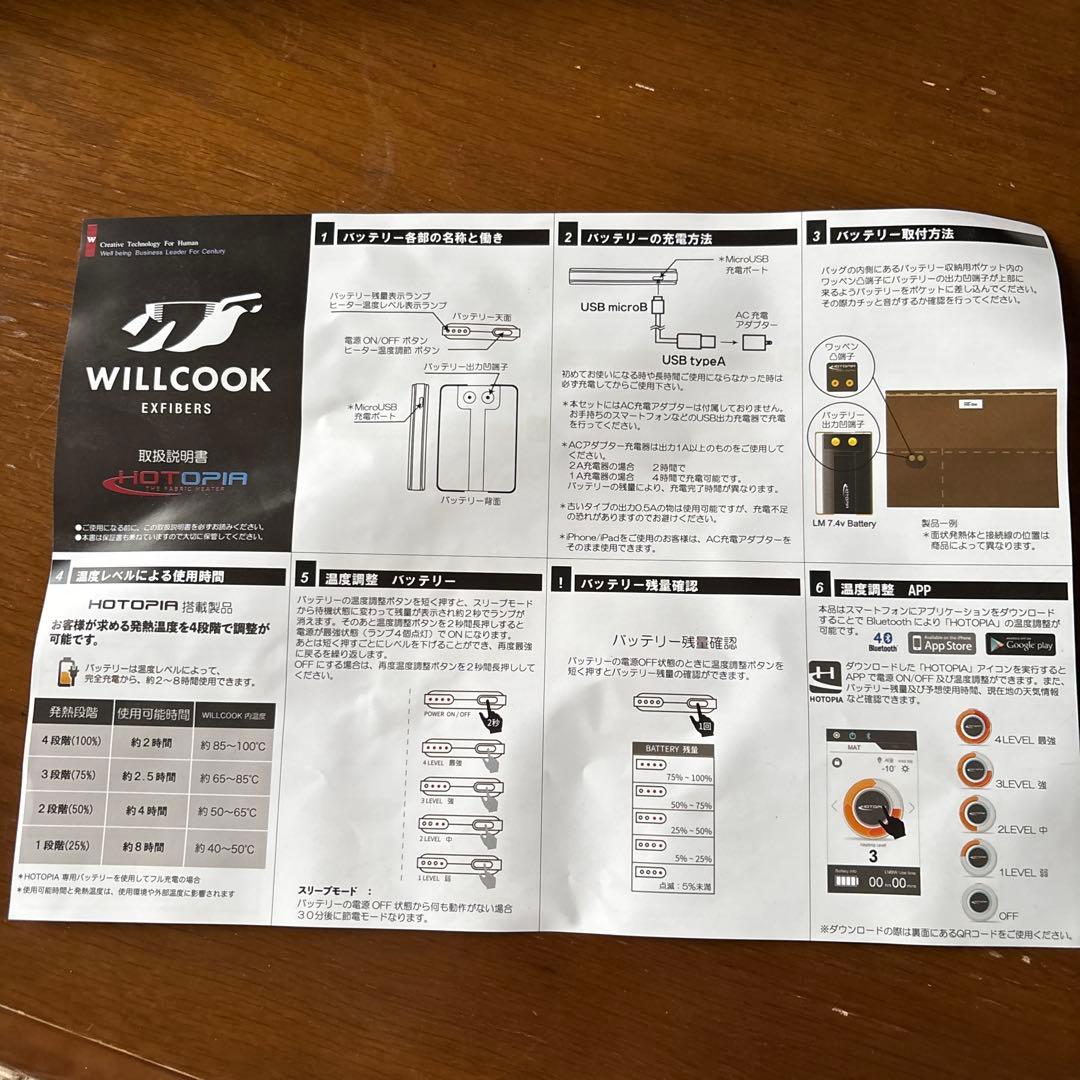 W
Creative Technology For Human
Well being Business Leader For Century
WILLCOOK
EXFIBERS
取扱説明書
HOTOPIA
THE FABRIC HEATER
●ご使用になる前に、この取扱説明書を必ずお読みください。
●本書は保証書も兼ねていますので大切に保管してください。
1 バッテリー各部の名称と働き
バッテリー残量表示ランプ
ヒーター温度レベル表示ランプ
バッテリー天面
電源 ON/OFF ボタン
ヒーター温度調節 ボタン
バッテリー出力凹端子
*MicroUSB
充電ポート
バッテリー背面
2 バッテリーの充電方法
*MicroUSB
充電ポート
USB microB
AC 充電
アダプター
USB typeA
初めてお使いになる時や長時間ご使用にならなかった時は
必ず充電してからご使用下さい。
*本セットにはAC充電アダプターは付属しておりません。
お手持ちのスマートフォンなどのUSB出力充電器で充電
を行ってください。
*ACアダプター充電器は出力1A以上のものをご使用して
ください。
2A充電器の場合 2時間で
1A充電器の場合 4時間で充電可能です。
バッテリーの残量により、充電完了時間が異なります。
*古いタイプの出力0.5Aの物は使用可能ですが、充電不足
の恐れがありますのでお避けください。
*iPhone/iPadをご使用のお客様は、AC充電アダプターを
そのまま使用できます。
3 バッテリー取付方法
バッグの内側にあるバッテリー収納用ポケット内の
ワッペン凸端子にバッテリーの出力凹端子が上部に
来るようバッテリーをポケットに差し込んでください。
その際カチッと音がするか確認を行ってください。
ワッペン
凸端子
HOTOPIA
バッテリー
出力凹端子
HOTOPIA
LM 7.4v Battery
製品一例
*面状発熱体と接続線の位置は
商品によって異なります。
4 温度レベルによる使用時間
HOTOPIA 搭載製品
お客様が求める発熱温度を4段階で調整が
可能です。
バッテリーは温度レベルによって、
完全充電から、約2～8時間使用できます。
発熱段階 使用可能時間 WILLCOOK 内温度
4段階(100%) 約2時間 約 85～100℃
3段階(75%) 約2.5時間 約 65～85℃
2段階(50%) 約4時間 約 50～65℃
1段階(25%) 約8時間 約 40～50℃
*HOTOPIA 専用バッテリーを使用してフル充電の場合
*使用可能時間と発熱温度は、使用環境や外部温度に影響されます
5 温度調整 バッテリー
バッテリーの温度調整ボタンを短く押すと、スリープモード
から待機状態に変わって残量が表示され約2秒でランプが
消えます。そのあと温度調整ボタンを2秒間長押しすると
電源が最強状態（ランプ4個点灯）でONになります。
あとは短く押すごとにレベルを下げることができ、再度最強
に戻るを繰り返します。
OFF にする場合は、再度温度調整ボタンを2秒間長押ししてく
ださい。
POWER ON / OFF
2秒
4 LEVEL 最強
3 LEVEL 強
2 LEVEL 中
1 LEVEL 弱
スリープモード ：
バッテリーの電源 OFF 状態から何も動作がない場合
30分後に節電モードなります。
! バッテリー残量確認
バッテリー残量確認
バッテリーの電源OFF状態のときに温度調整ボタンを
短く押すとバッテリー残量の確認ができます。
1回
BATTERY 残量
75% ~ 100%
50% ~ 75%
25% ~ 50%
5% ~ 25%
点滅：5%未満
6 温度調整 APP
本品はスマートフォンにアプリケーションをダウンロード
することで Bluetooth により「HOTOPIA」の温度調整が
可能です。
4.0
Bluetooth
Available on the iPhone
App Store
Google play
H
HOTOPIA
ダウンロードした「HOTOPIA」アイコンを実行すると
APP で電源 ON/OFF 及び温度調整ができます。また、
バッテリー残量及び予想使用時間、現在地の天気情報
など確認できます。
MAT
-10°
HOTOPIA
Heating Level
3
Battery Info
00 00
4LEVEL 最強
3LEVEL 強
2LEVEL 中
1LEVEL 弱
OFF
※ダウンロードの際は裏面にあるQRコードをご使用ください。